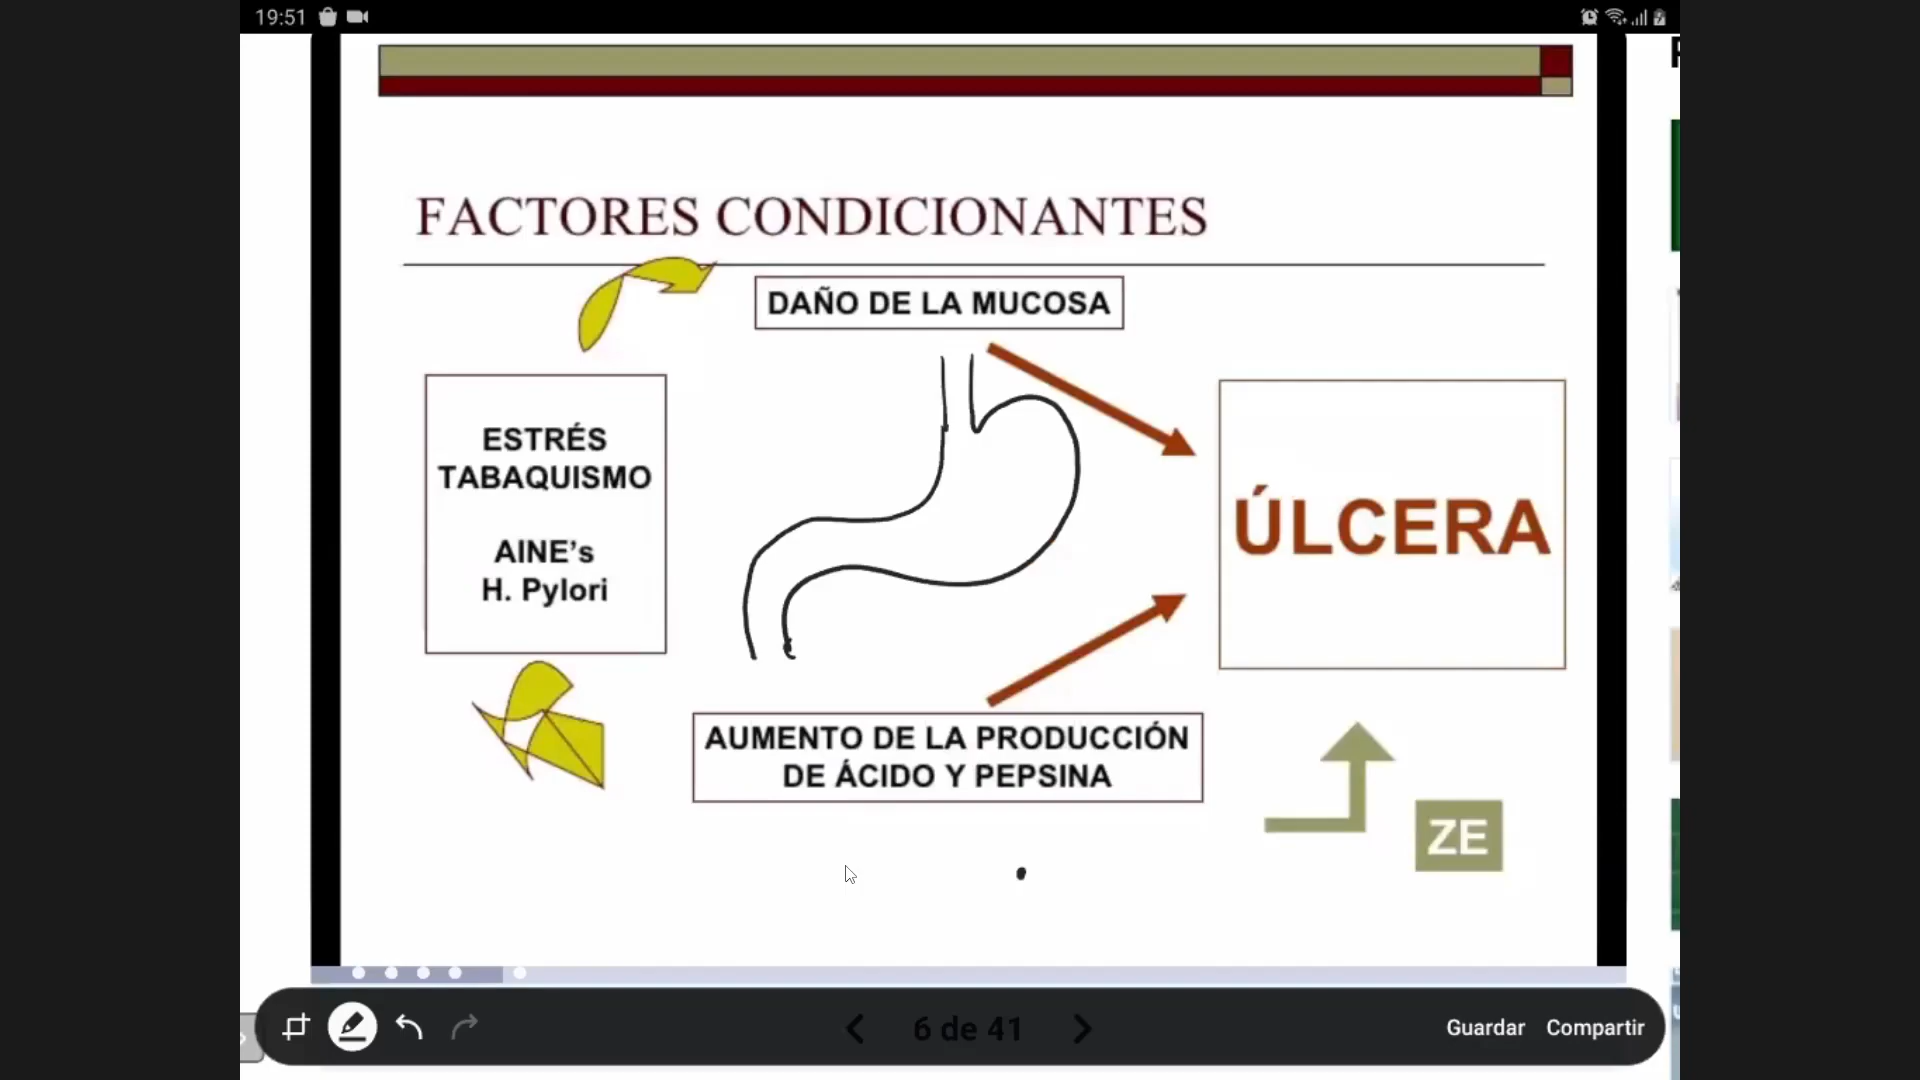 19:51
FACTORES CONDICIONANTES
DAÑO DE LA MUCOSA
ESTRÉS
TABAQUISMO
AINE's
H. Pylori
ÚLCERA
AUMENTO DE LA PRODUCCIÓN
DE ÁCIDO Y PEPSINA
ZE
6 de 41
Guardar
Compartir